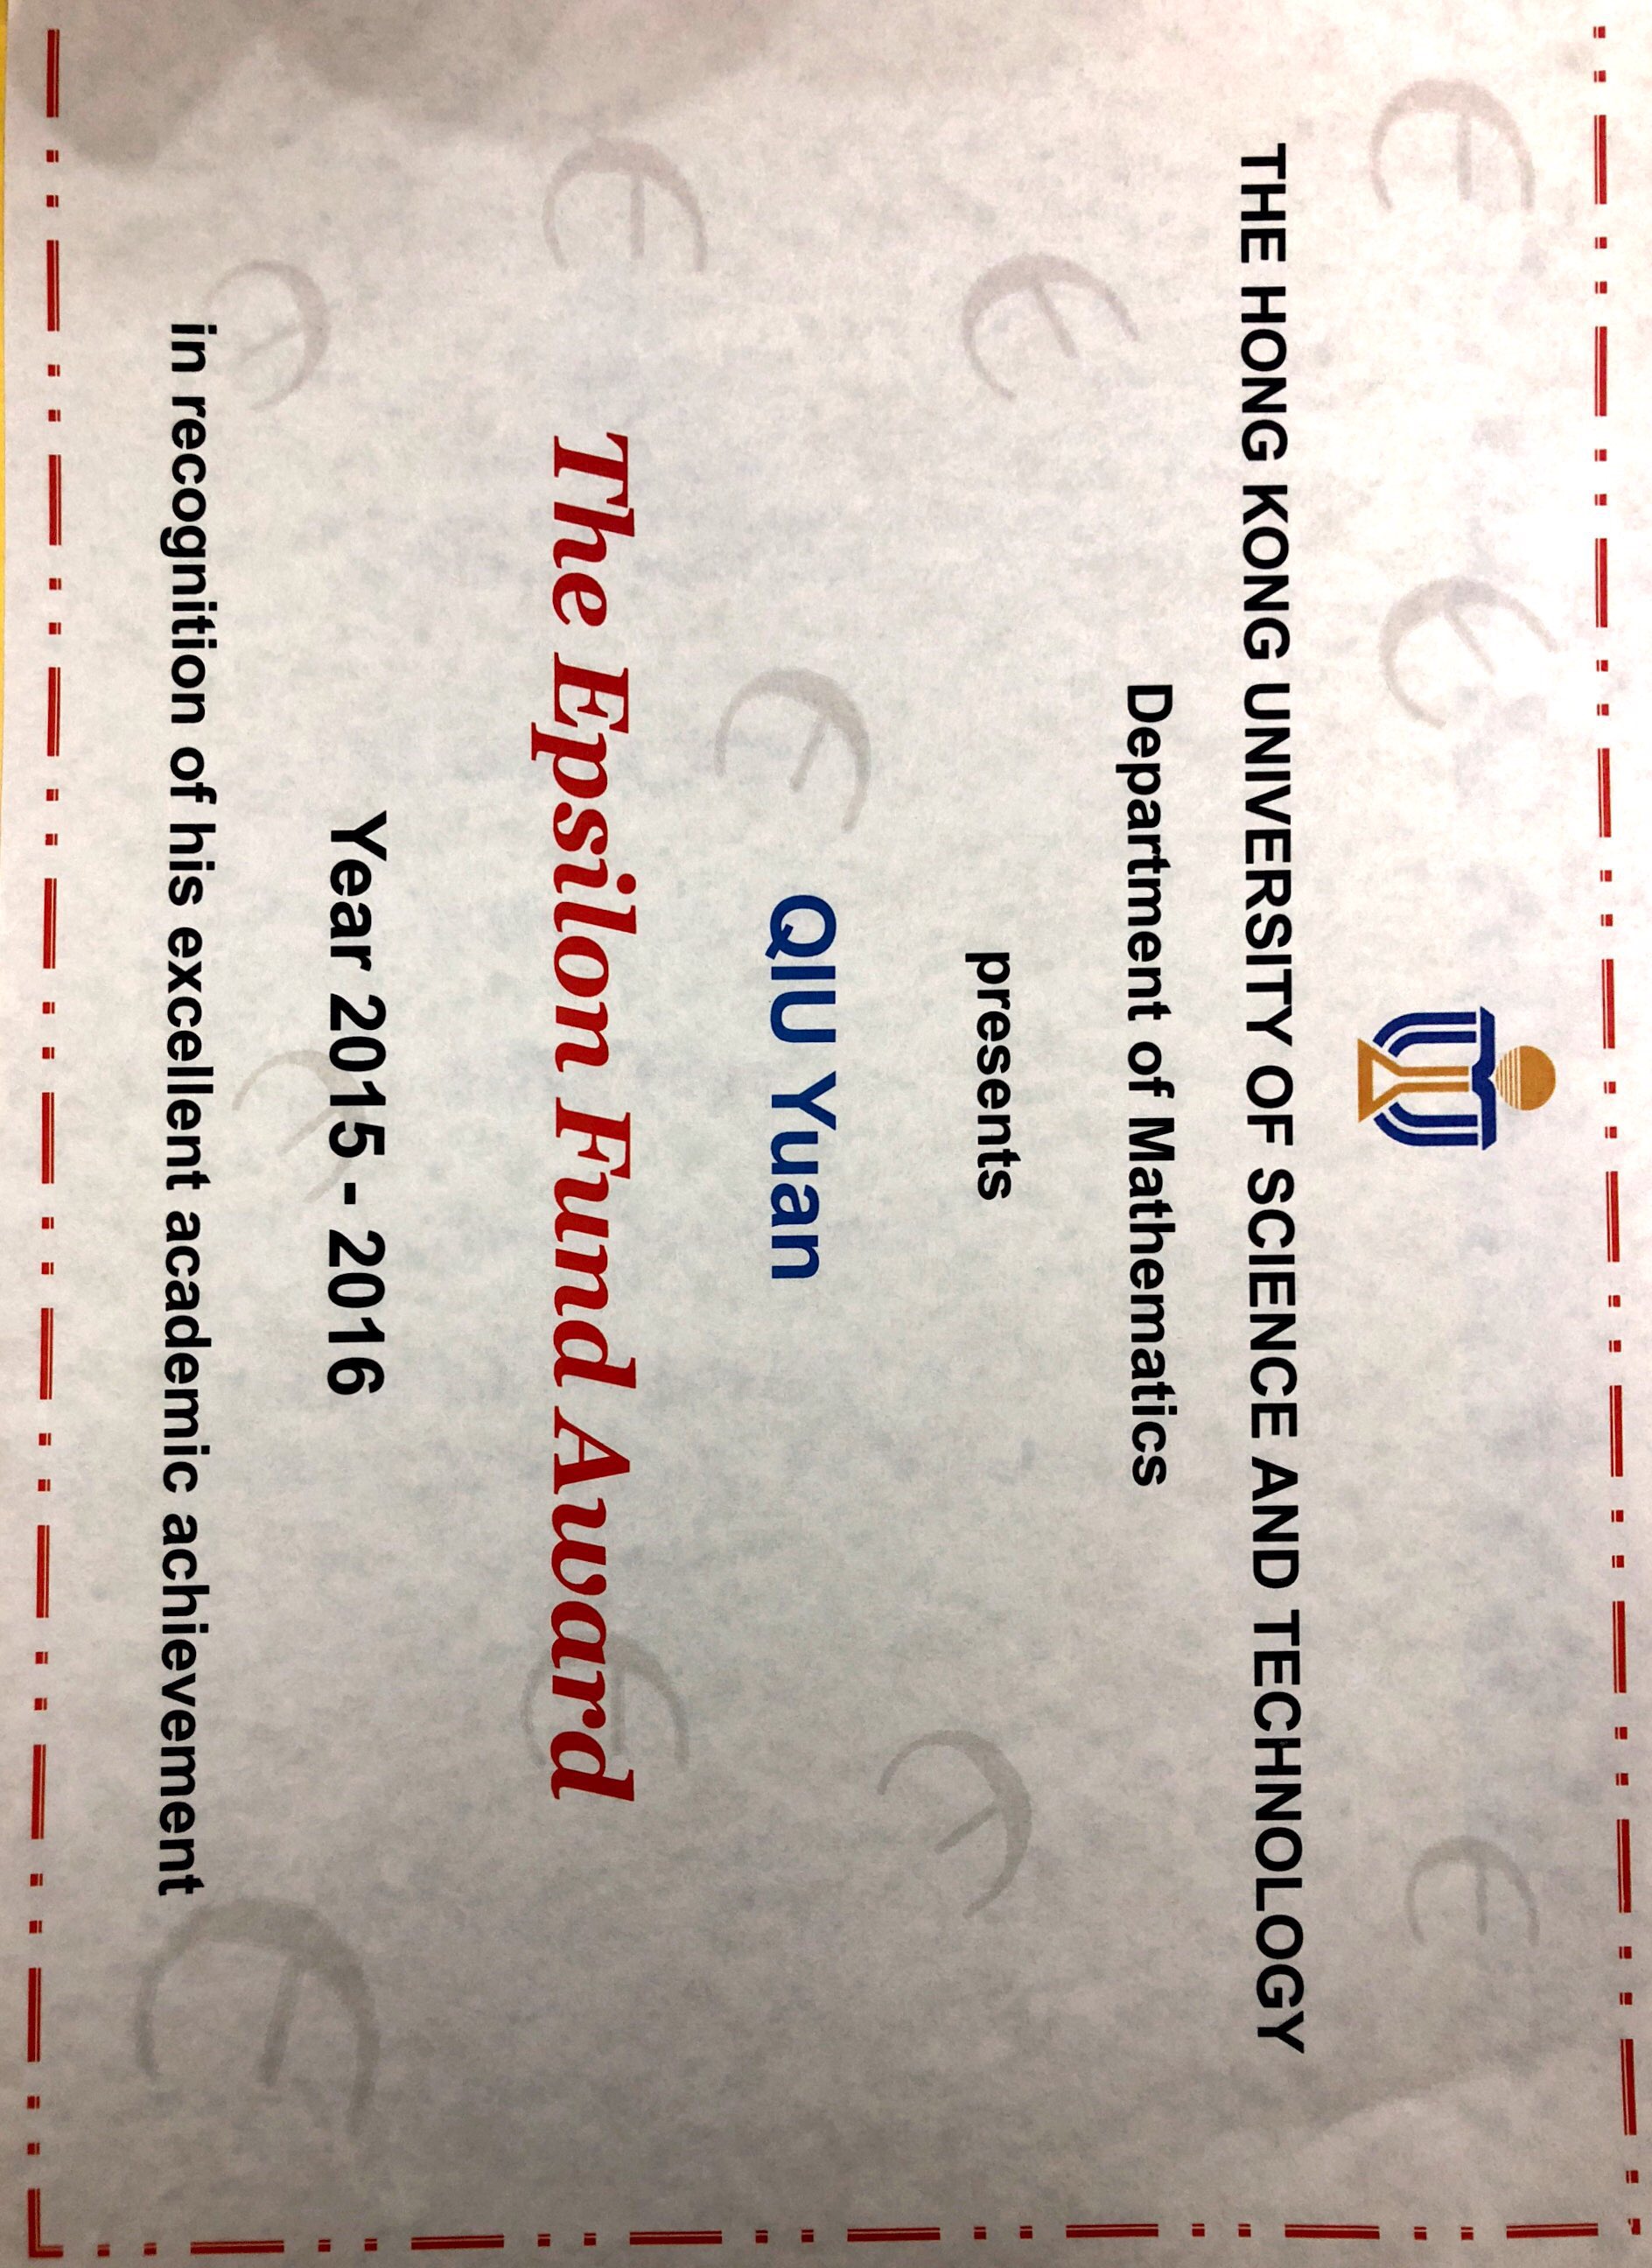 THE HONG KONG UNIVERSITY OF SCIENCE AND TECHNOLOGY
Department of Mathematics
presents
QIU Yuan
The Epsilon Fund Award
Year 2015 - 2016
in recognition of his excellent academic achievement